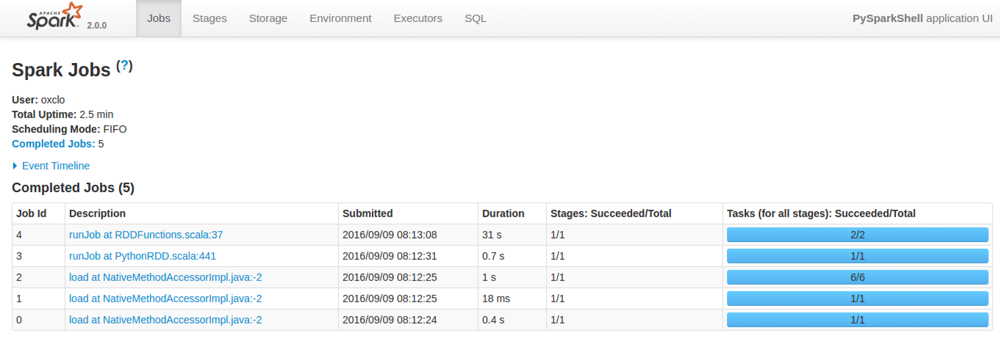 APACHE
Spark™ 2.0.0 Jobs Stages Storage Environment Executors SQL PySparkShell application UI
Spark Jobs (?)
User: oxclo
Total Uptime: 2.5 min
Scheduling Mode: FIFO
Completed Jobs: 5
Event Timeline
Completed Jobs (5)
Job Id Description Submitted Duration Stages: Succeeded/Total Tasks (for all stages): Succeeded/Total
4 runJob at RDDFunctions.scala:37 2016/09/09 08:13:08 31 s 1/1 2/2
3 runJob at PythonRDD.scala:441 2016/09/09 08:12:31 0.7 s 1/1 1/1
2 load at NativeMethodAccessorImpl.java:-2 2016/09/09 08:12:25 1 s 1/1 6/6
1 load at NativeMethodAccessorImpl.java:-2 2016/09/09 08:12:25 18 ms 1/1 1/1
0 load at NativeMethodAccessorImpl.java:-2 2016/09/09 08:12:24 0.4 s 1/1 1/1